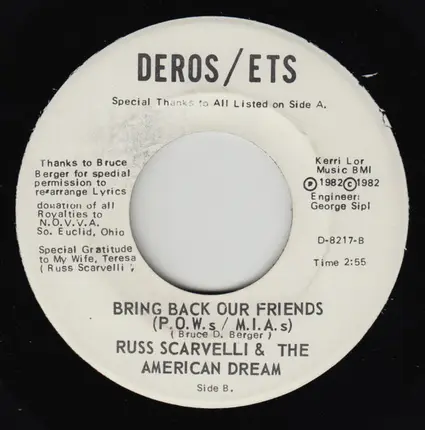 DEROS/ETS
Special Thanks to All Listed on Side A.
Thanks to Bruce
Berger for spedial
permission to
rearrange Lyrics
donation of all
Royalties to
N.O.V.V.A.
So. Euclid, Ohio
Special Gratitude
to My Wife, Teresa
(Russ Scarvelli)
Kerri Lor
Music BMI
Ⓟ1982©1982
Engineer:
George Sipl
D-8217-B
Time 2:55
BRING BACK OUR FRIENDS
(P.O.W.s / M.I.A.s)
(Bruce D. Berger)
RUSS SCARVELLI & THE
AMERICAN DREAM
Side B.